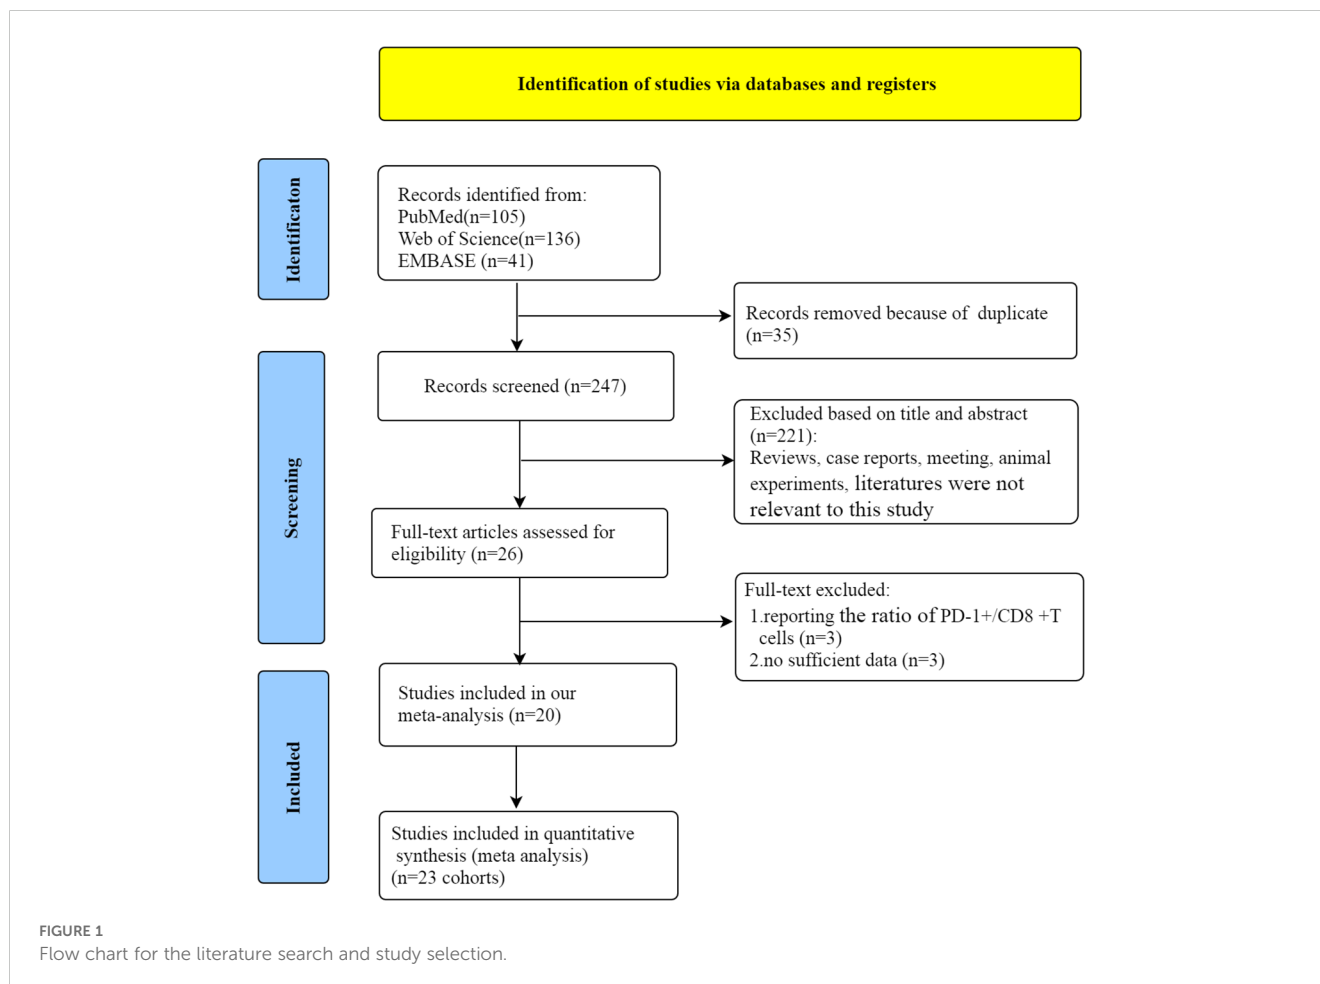 Identification of studies via databases and registers
Identificaton
Records identified from:
PubMed(n=105)
Web of Science(n=136)
EMBASE (n=41)
Records removed because of duplicate
(n=35)
Screening
Records screened (n=247)
Excluded based on title and abstract
(n=221):
Reviews, case reports, meeting, animal
experiments, literatures were not
relevant to this study
Full-text articles assessed for
eligibility (n=26)
Full-text excluded:
1.reporting the ratio of PD-1+/CD8 +T
cells (n=3)
2.no sufficient data (n=3)
Included
Studies included in our
meta-analysis (n=20)
Studies included in quantitative
synthesis (meta analysis)
(n=23 cohorts)
FIGURE 1
Flow chart for the literature search and study selection.